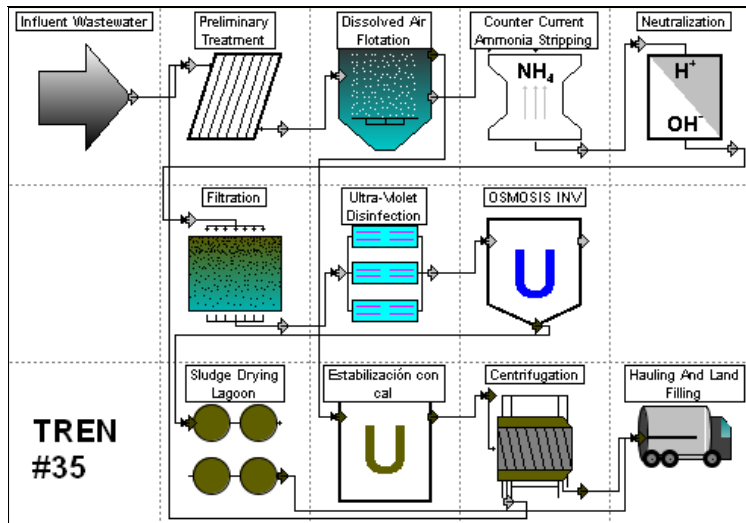 Influent Wastewater
Preliminary
Treatment
Dissolved Air
Flotation
Counter Current
Ammonia Stripping
Neutralization
NH4
H+
OH-
Filtration
Ultra-Violet
Disinfection
OSMOSIS INV
U
Sludge Drying
Lagoon
Estabilización con
cal
Centrifugation
Hauling And Land
Filling
TREN
#35
U